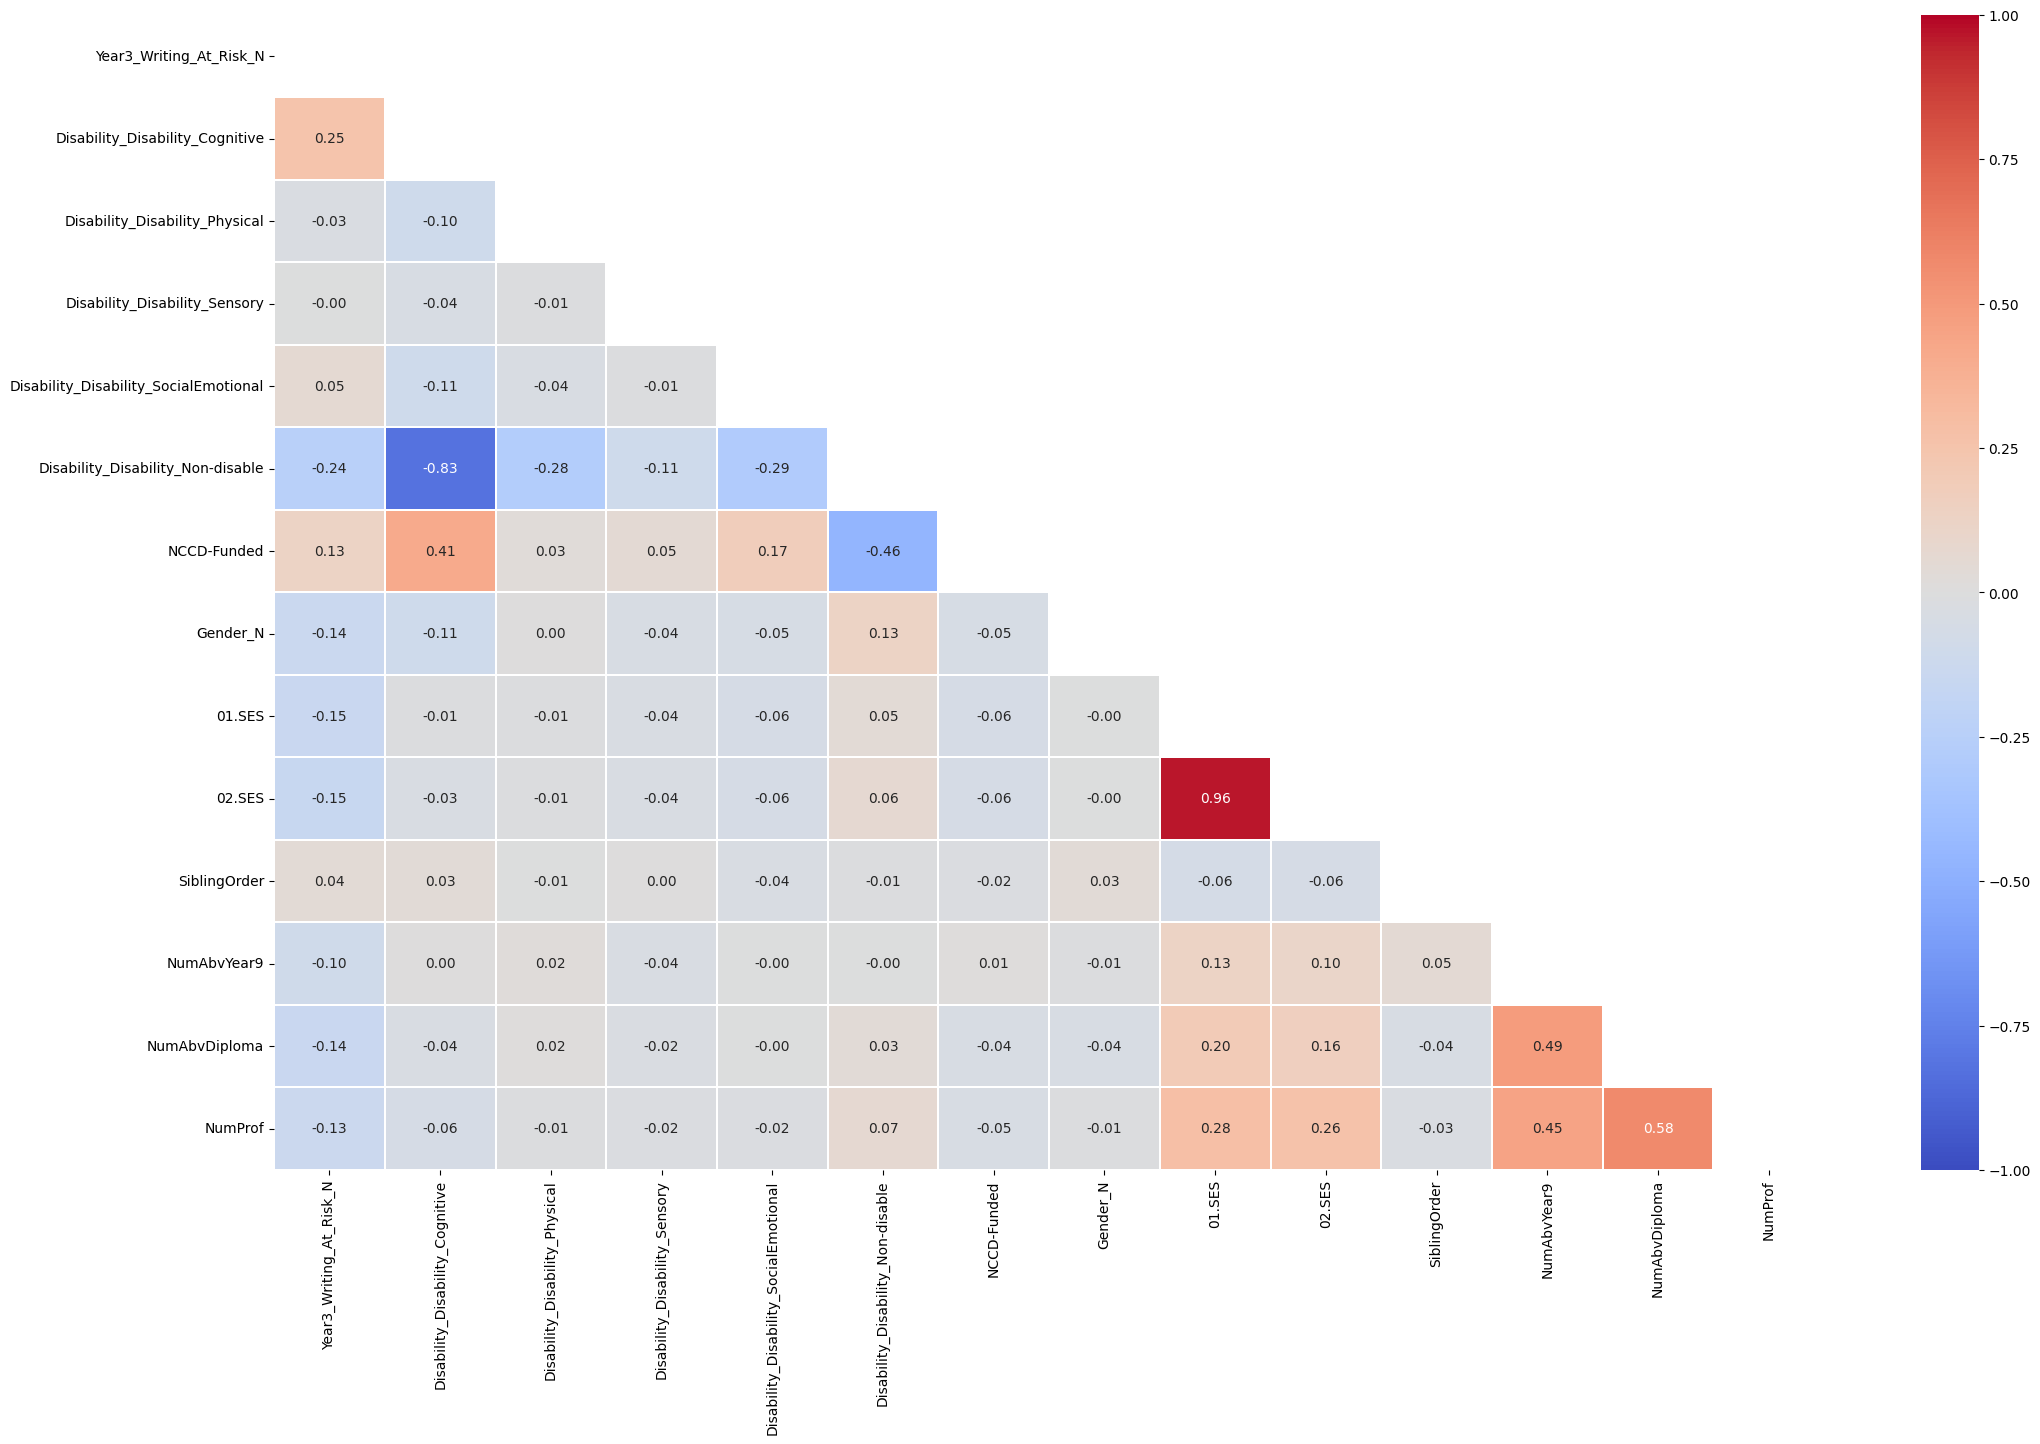 1.00
Year3_Writing_At_Risk_N
Disability_Disability_Cognitive 0.25
0.75
Disability_Disability_Physical -0.03 -0.10
Disability_Disability_Sensory -0.00 -0.04 -0.01
0.50
Disability_Disability_SocialEmotional 0.05 -0.11 -0.04 -0.01
0.25
Disability_Disability_Non-disable -0.24 -0.83 -0.28 -0.11 -0.29
NCCD-Funded 0.13 0.41 0.03 0.05 0.17 -0.46
0.00
Gender_N -0.14 -0.11 0.00 -0.04 -0.05 0.13 -0.05
01.SES -0.15 -0.01 -0.01 -0.04 -0.06 0.05 -0.06 -0.00
−0.25
02.SES -0.15 -0.03 -0.01 -0.04 -0.06 0.06 -0.06 -0.00 0.96
SiblingOrder 0.04 0.03 -0.01 0.00 -0.04 -0.01 -0.02 0.03 -0.06 -0.06
−0.50
NumAbvYear9 -0.10 0.00 0.02 -0.04 -0.00 -0.00 0.01 -0.01 0.13 0.10 0.05
−0.75
NumAbvDiploma -0.14 -0.04 0.02 -0.02 -0.00 0.03 -0.04 -0.04 0.20 0.16 -0.04 0.49
NumProf -0.13 -0.06 -0.01 -0.02 -0.02 0.07 -0.05 -0.01 0.28 0.26 -0.03 0.45 0.58
−1.00
Year3_Writing_At_Risk_N
Disability_Disability_Cognitive
Disability_Disability_Physical
Disability_Disability_Sensory
Disability_Disability_SocialEmotional
Disability_Disability_Non-disable
NCCD-Funded
Gender_N
01.SES
02.SES
SiblingOrder
NumAbvYear9
NumAbvDiploma
NumProf